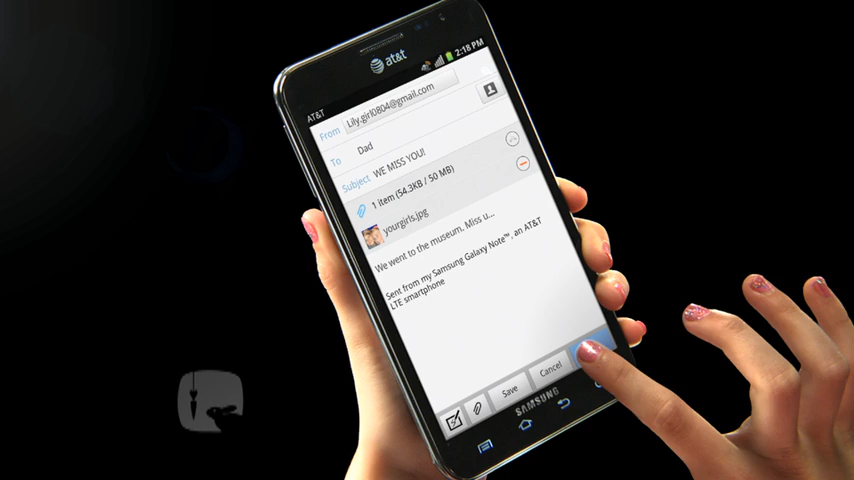 at&t
2:18 PM
AT&T
From Lily.girl0804@gmail.com
To Dad
Subject WE MISS YOU!
1 item (54.3KB / 50 MB)
yourgirls.jpg
We went to the museum. Miss u...
Sent from my Samsung Galaxy Note™, an AT&T
LTE smartphone
Save Cancel
SAMSUNG